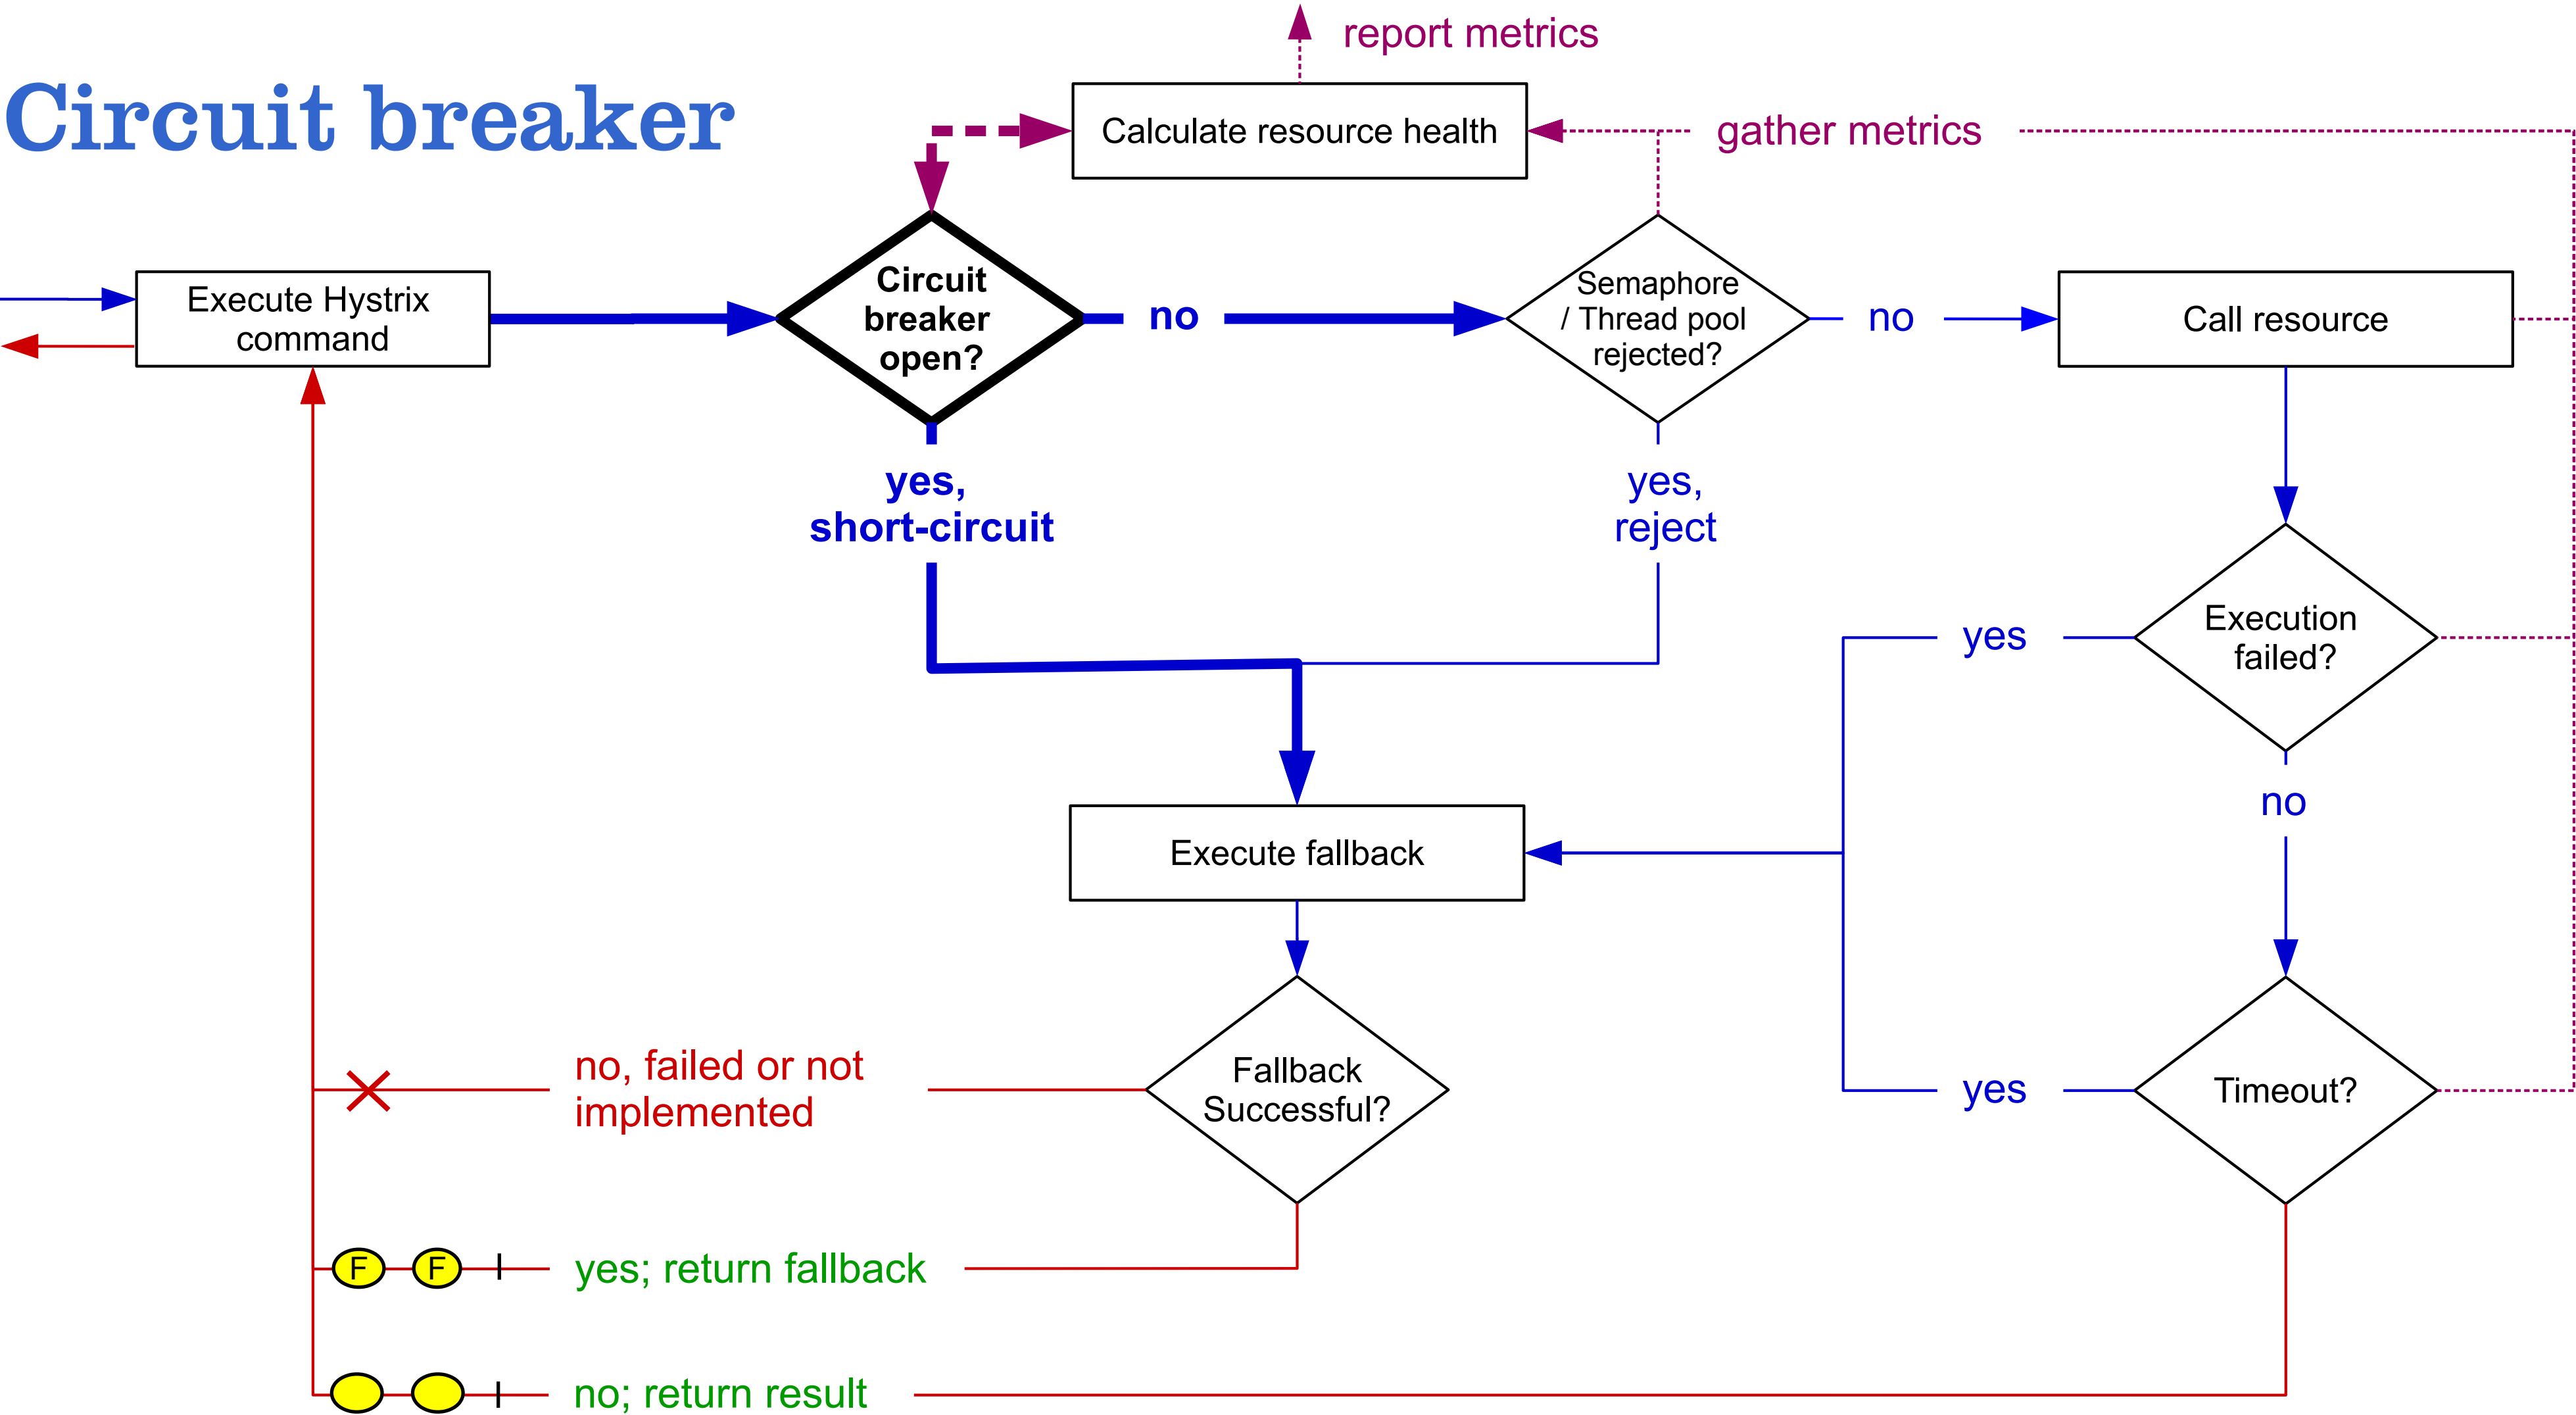 report metrics
Circuit breaker
Calculate resource health
gather metrics
Execute Hystrix
command
Circuit
breaker
open?
no
Semaphore
/ Thread pool
rejected?
no
Call resource
yes,
short-circuit
yes,
reject
yes
Execution
failed?
no
Execute fallback
no, failed or not
implemented
Fallback
Successful?
yes
Timeout?
F
F
yes; return fallback
no; return result